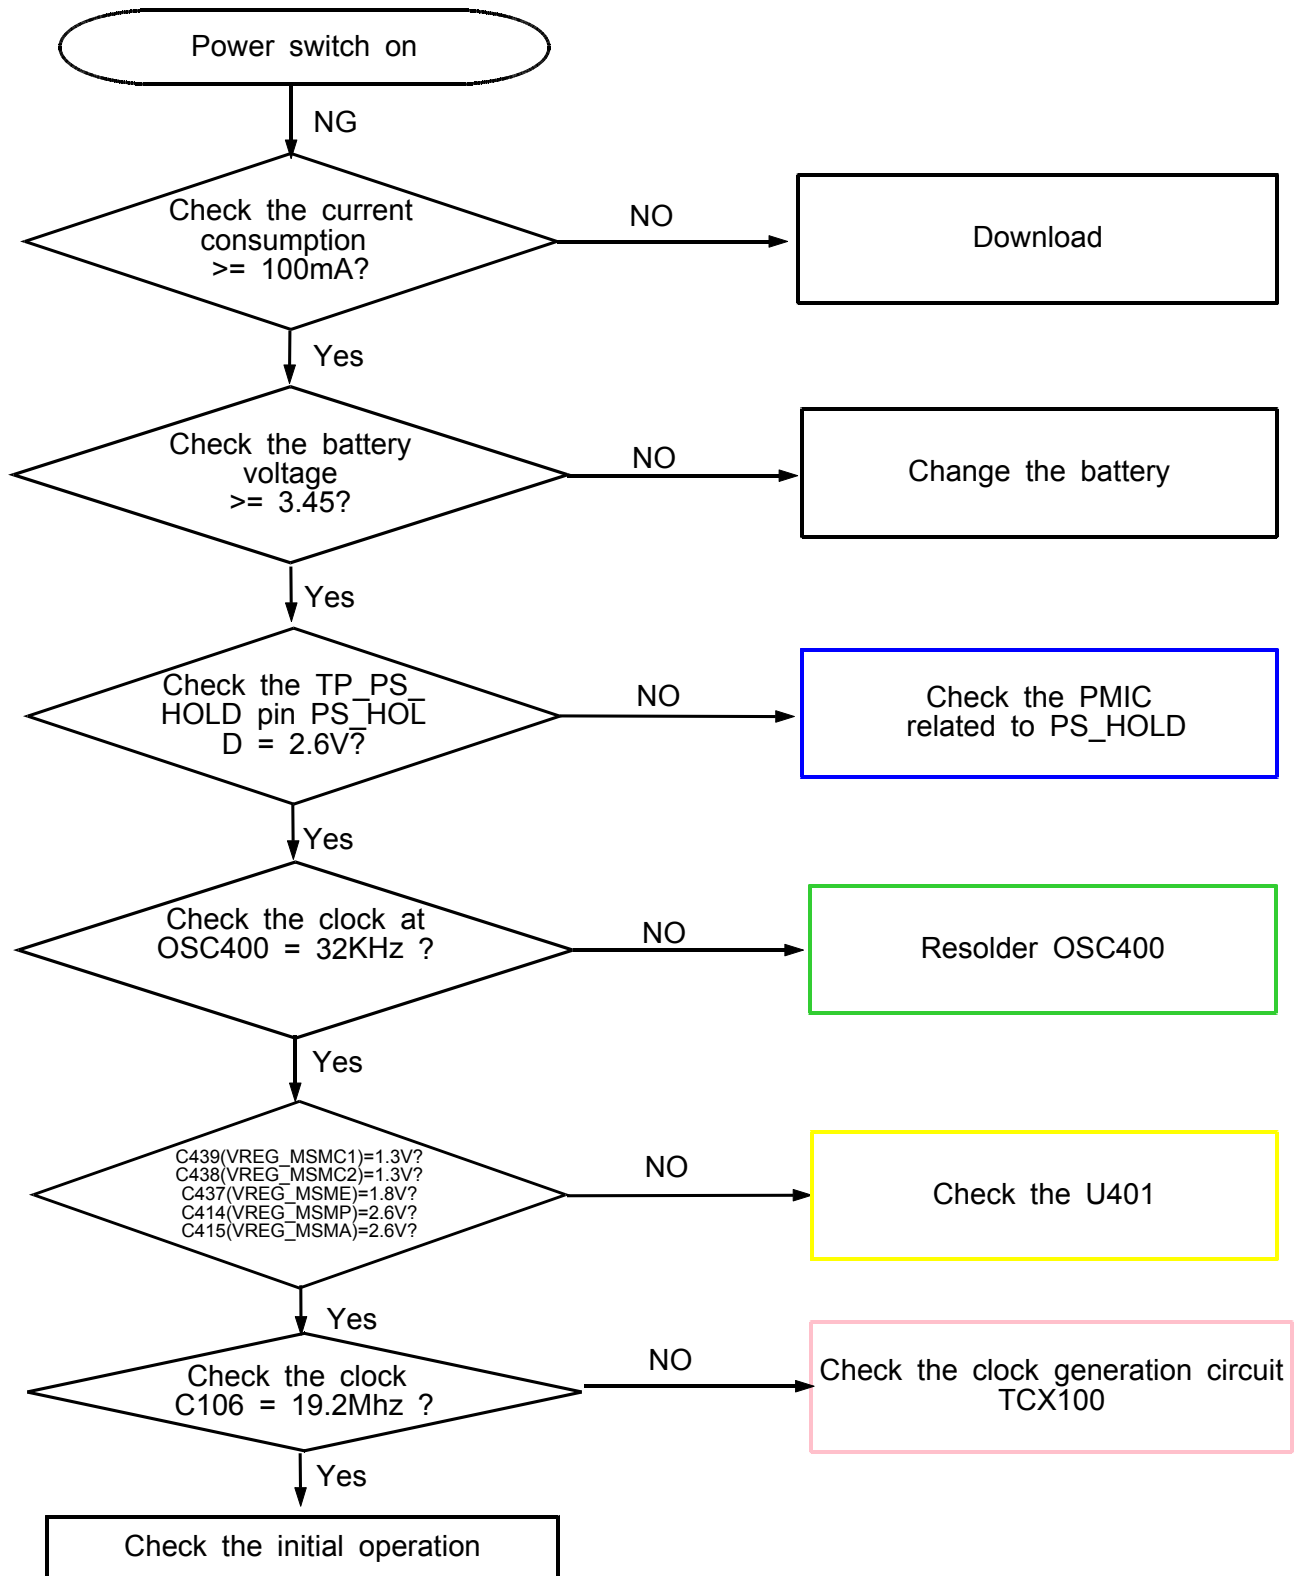 Power switch on
NG
Check the current
consumption
>= 100mA?
NO
Download
Yes
Check the battery
voltage
>= 3.45?
NO
Change the battery
Yes
Check the TP_PS_
HOLD pin PS_HOL
D = 2.6V?
NO
Check the PMIC
related to PS_HOLD
Yes
Check the clock at
OSC400 = 32KHz ?
NO
Resolder OSC400
Yes
C439(VREG_MSMC1)=1.3V?
C438(VREG_MSMC2)=1.3V?
C437(VREG_MSME)=1.8V?
C414(VREG_MSMP)=2.6V?
C415(VREG_MSMA)=2.6V?
NO
Check the U401
Yes
Check the clock
C106 = 19.2Mhz ?
NO
Check the clock generation circuit
TCX100
Yes
Check the initial operation